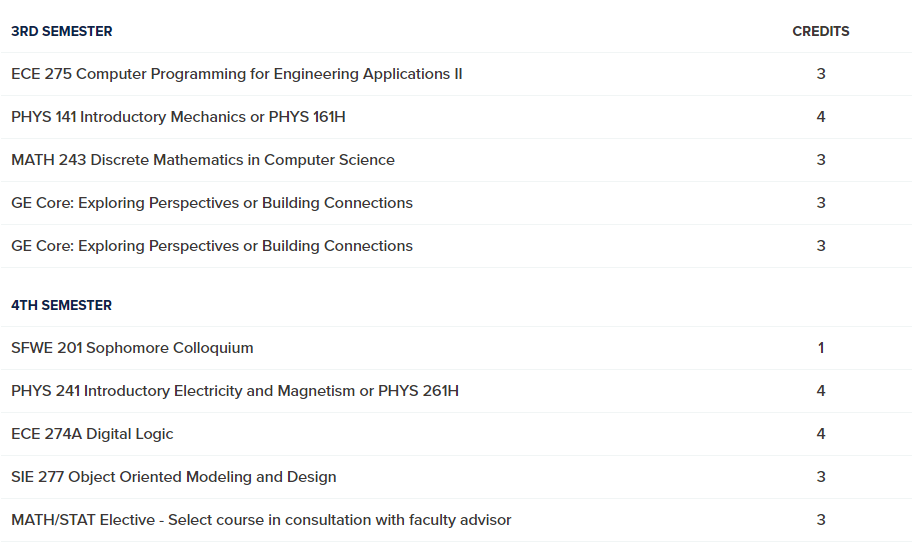 3RD SEMESTER CREDITS
ECE 275 Computer Programming for Engineering Applications II 3
PHYS 141 Introductory Mechanics or PHYS 161H 4
MATH 243 Discrete Mathematics in Computer Science 3
GE Core: Exploring Perspectives or Building Connections 3
GE Core: Exploring Perspectives or Building Connections 3
4TH SEMESTER
SFWE 201 Sophomore Colloquium 1
PHYS 241 Introductory Electricity and Magnetism or PHYS 261H 4
ECE 274A Digital Logic 4
SIE 277 Object Oriented Modeling and Design 3
MATH/STAT Elective - Select course in consultation with faculty advisor 3